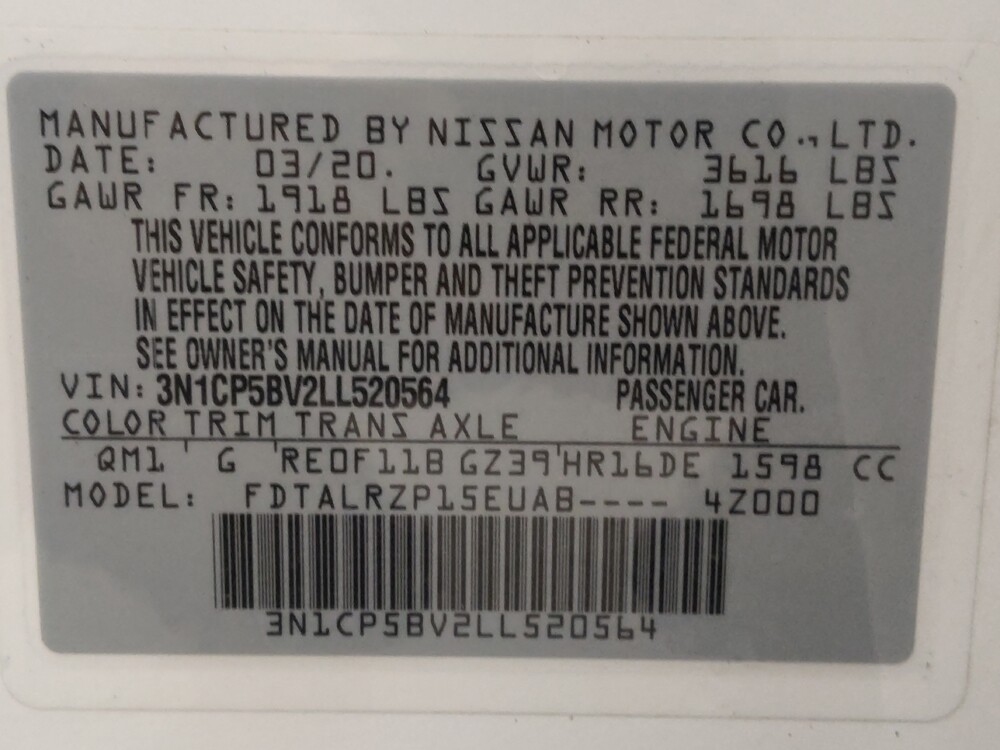 MANUFACTURED BY NISSAN MOTOR CO., LTD.
DATE: 03/20. GVWR: 3616 LBS
GAWR FR: 1918 LBS GAWR RR: 1698 LBS
THIS VEHICLE CONFORMS TO ALL APPLICABLE FEDERAL MOTOR
VEHICLE SAFETY, BUMPER AND THEFT PREVENTION STANDARDS
IN EFFECT ON THE DATE OF MANUFACTURE SHOWN ABOVE.
SEE OWNER'S MANUAL FOR ADDITIONAL INFORMATION.
VIN: 3N1CP5BV2LL520564 PASSENGER CAR.
COLOR TRIM TRANS AXLE ENGINE
QM1 G RE0F11B GZ39 HR16DE 1598 CC
MODEL: FDTALRZP15EUAB---- 4Z000
3N1CP5BV2LL520564